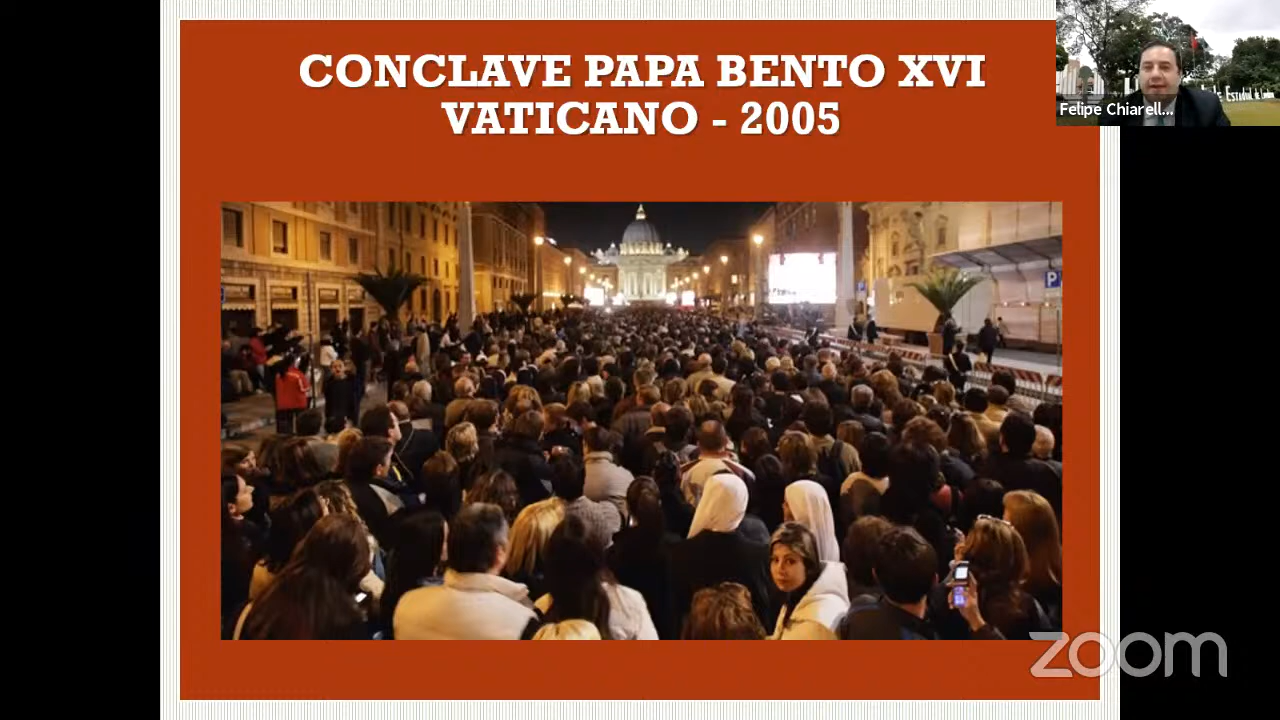 CONCLAVE PAPA BENTO XVI
VATICANO - 2005
Felipe Chiarell...
P
zoom